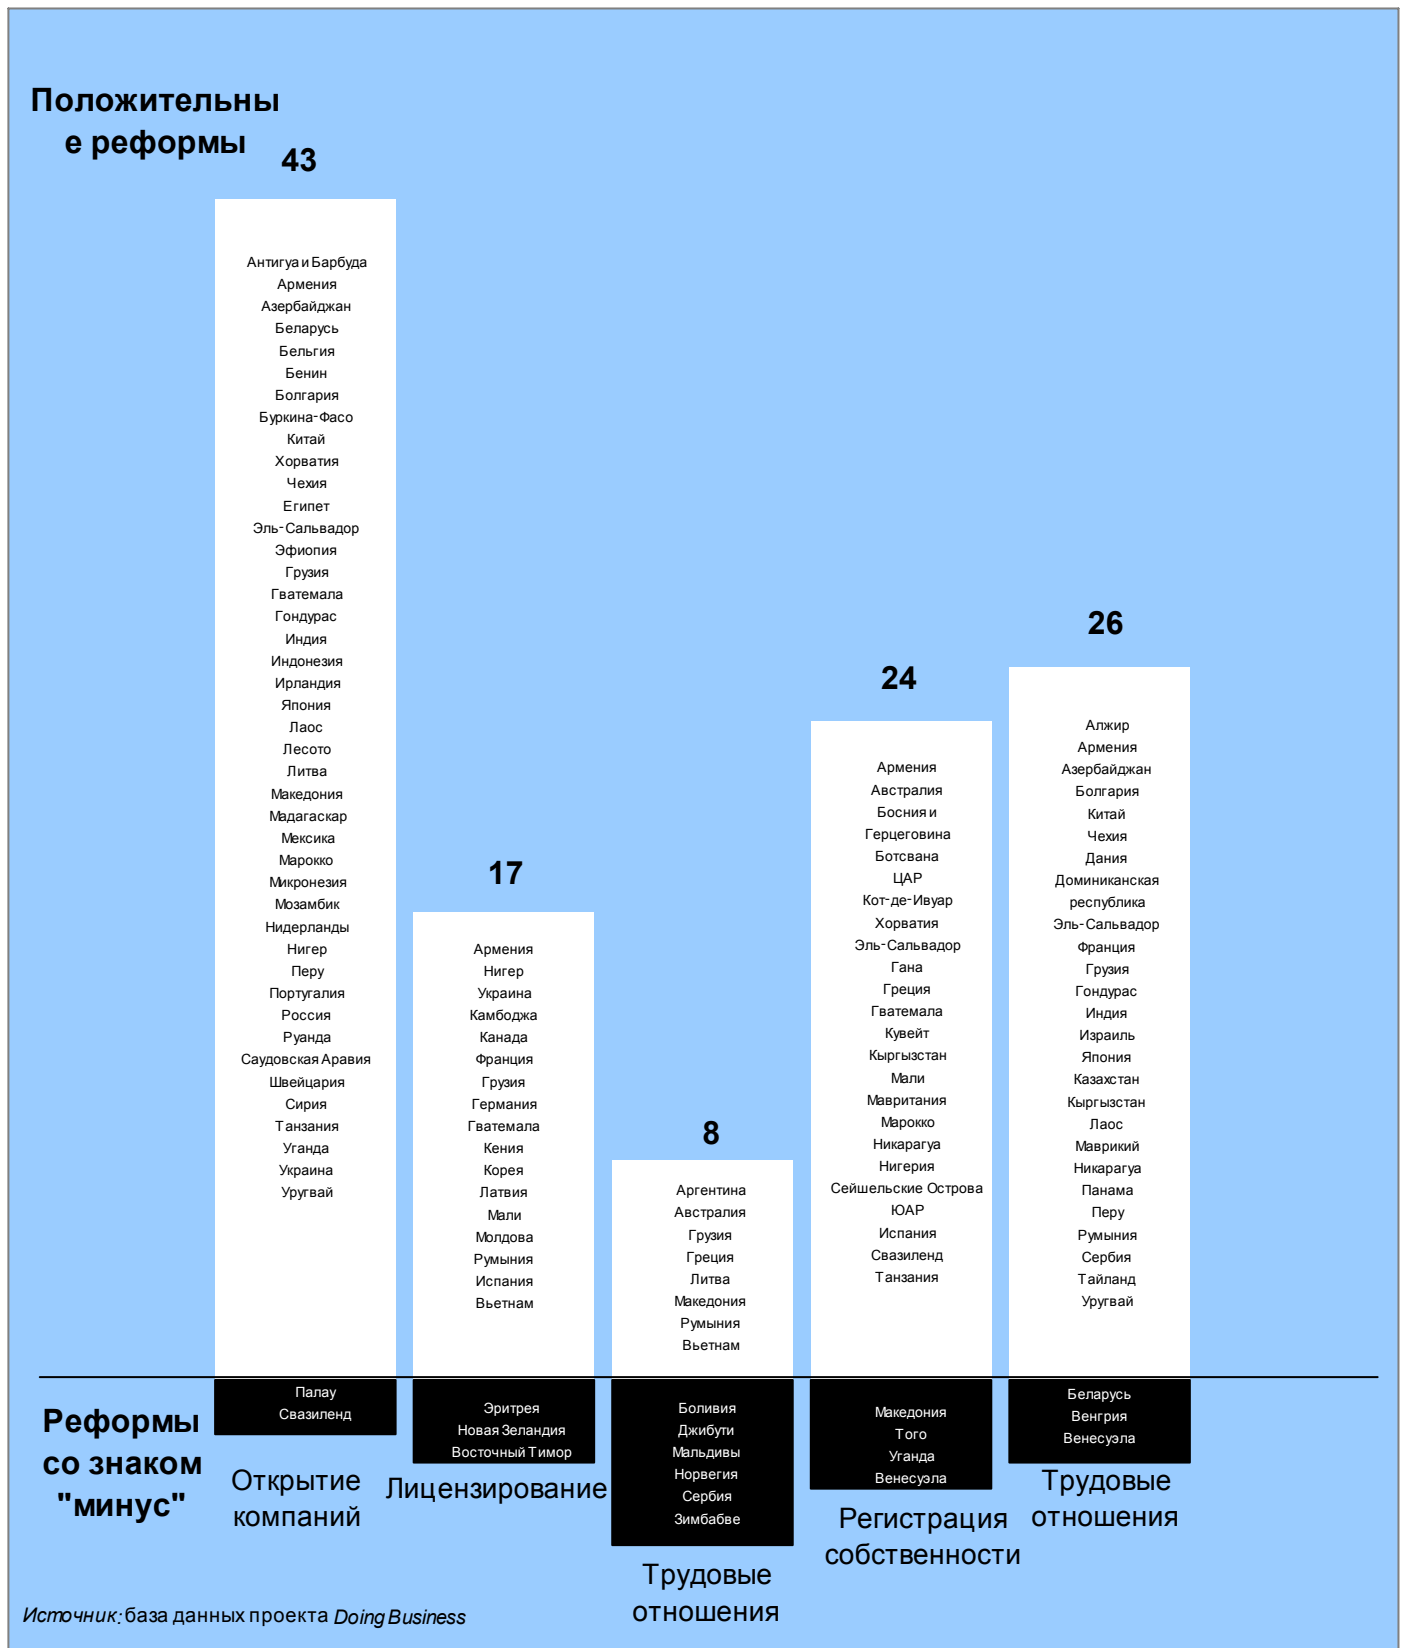 Положительны
е реформы
43
Антигуа и Барбуда
Армения
Азербайджан
Беларусь
Бельгия
Бенин
Болгария
Буркина-Фасо
Китай
Хорватия
Чехия
Египет
Эль-Сальвадор
Эфиопия
Грузия
Гватемала
Гондурас
Индия
Индонезия
Ирландия
Япония
Лаос
Лесото
Литва
Македония
Мадагаскар
Мексика
Марокко
Микронезия
Мозамбик
Нидерланды
Нигер
Перу
Португалия
Россия
Руанда
Саудовская Аравия
Швейцария
Сирия
Танзания
Уганда
Украина
Уругвай
17
Армения
Нигер
Украина
Камбоджа
Канада
Франция
Грузия
Германия
Гватемала
Кения
Корея
Латвия
Мали
Молдова
Румыния
Испания
Вьетнам
8
Аргентина
Австралия
Грузия
Греция
Литва
Македония
Румыния
Вьетнам
24
Армения
Австралия
Босния и
Герцеговина
Ботсвана
ЦАР
Кот-де-Ивуар
Хорватия
Эль-Сальвадор
Гана
Греция
Гватемала
Кувейт
Кыргызстан
Мали
Мавритания
Марокко
Никарагуа
Нигерия
Сейшельские Острова
ЮАР
Испания
Свазиленд
Танзания
26
Алжир
Армения
Азербайджан
Болгария
Китай
Чехия
Дания
Доминиканская
республика
Эль-Сальвадор
Франция
Грузия
Гондурас
Индия
Израиль
Япония
Казахстан
Кыргызстан
Лаос
Маврикий
Никарагуа
Панама
Перу
Румыния
Сербия
Тайланд
Уругвай
Реформы
со знаком
"минус"
Палау
Свазиленд
Открытие
компаний
Эритрея
Новая Зеландия
Восточный Тимор
Лицензирование
Боливия
Джибути
Мальдивы
Норвегия
Сербия
Зимбабве
Трудовые
отношения
Македония
Того
Уганда
Венесуэла
Регистрация
собственности
Беларусь
Венгрия
Венесуэла
Трудовые
отношения
Источник: база данных проекта Doing Business